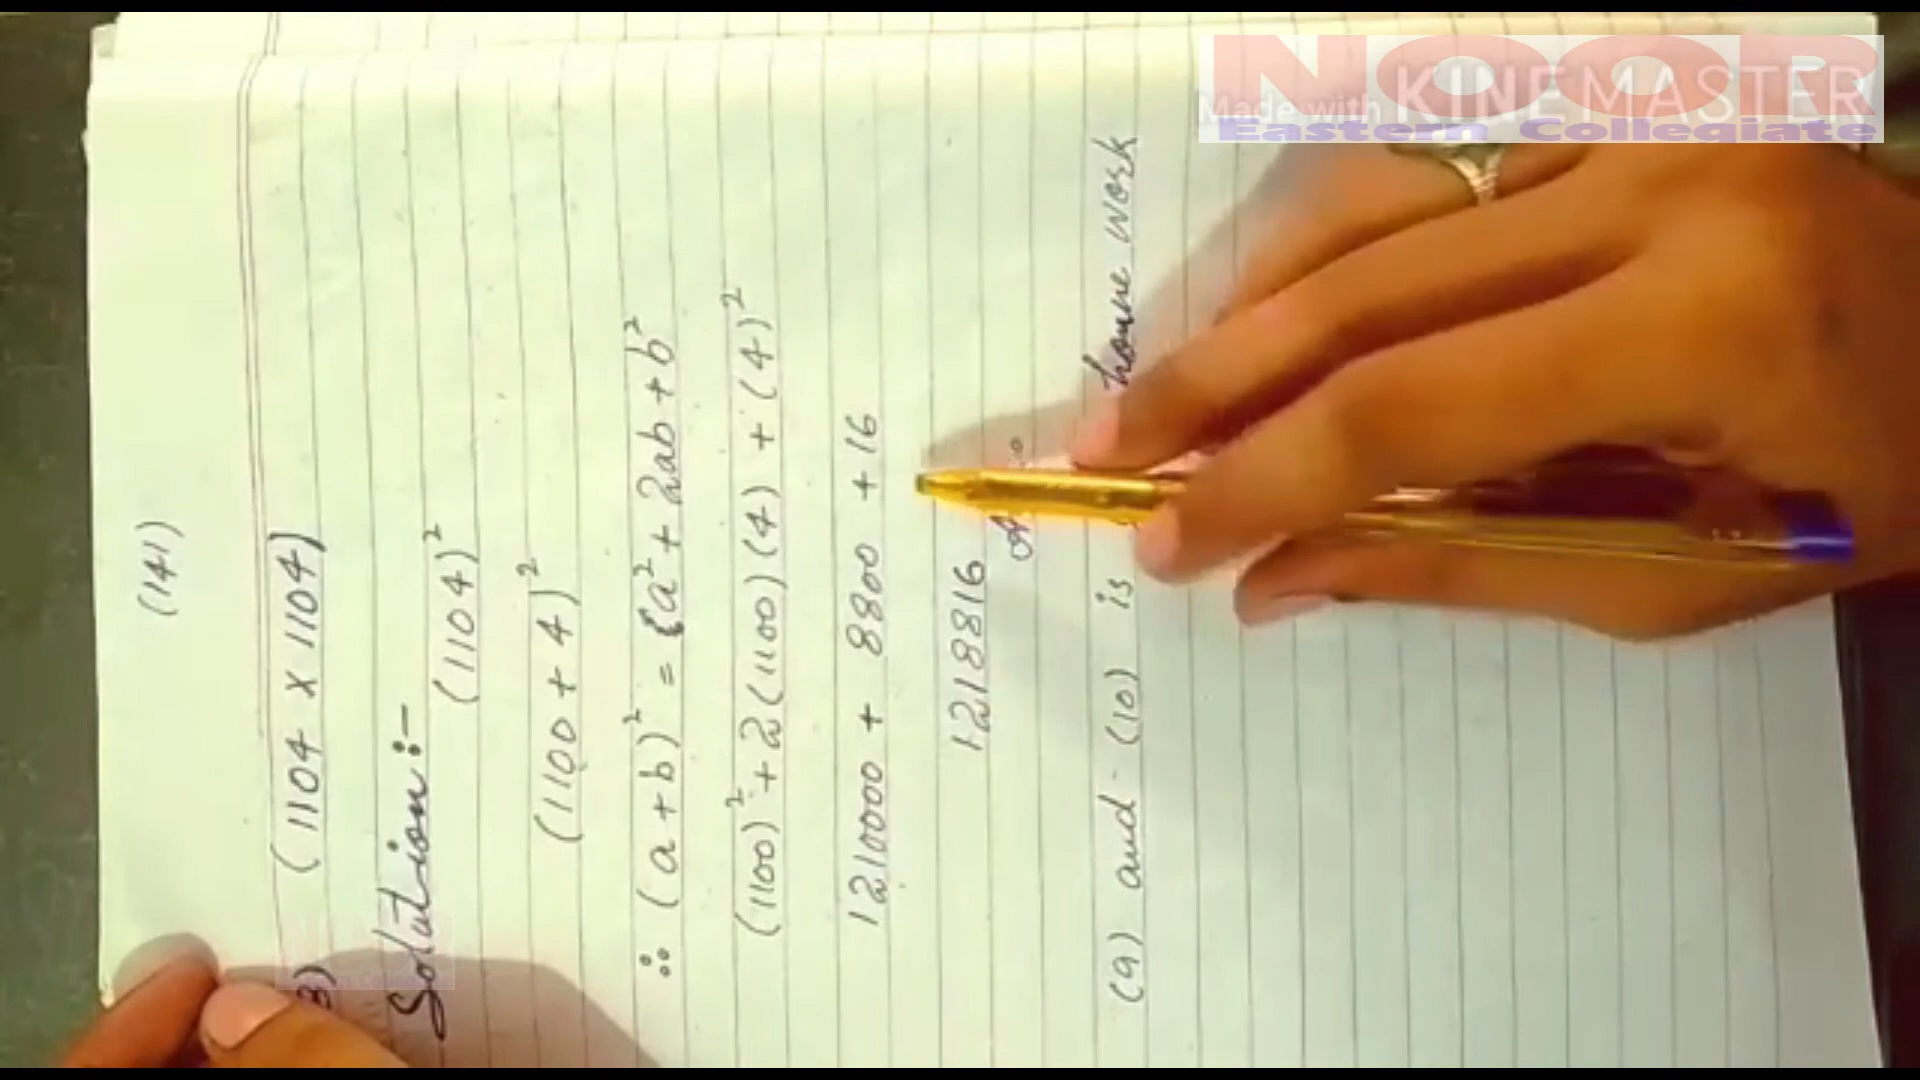 (141)
(1104 x 1104)
Solution :-
(1104)²
(1100 + 4)²
∴ (a + b)² = (a² + 2ab + b²
(1100)² + 2(1100)(4) + (4)²
1210000 + 8800 + 16
1218816
(9) and (10) is home work
NOOR
Made with KINEMASTER
Eastern Collegiate